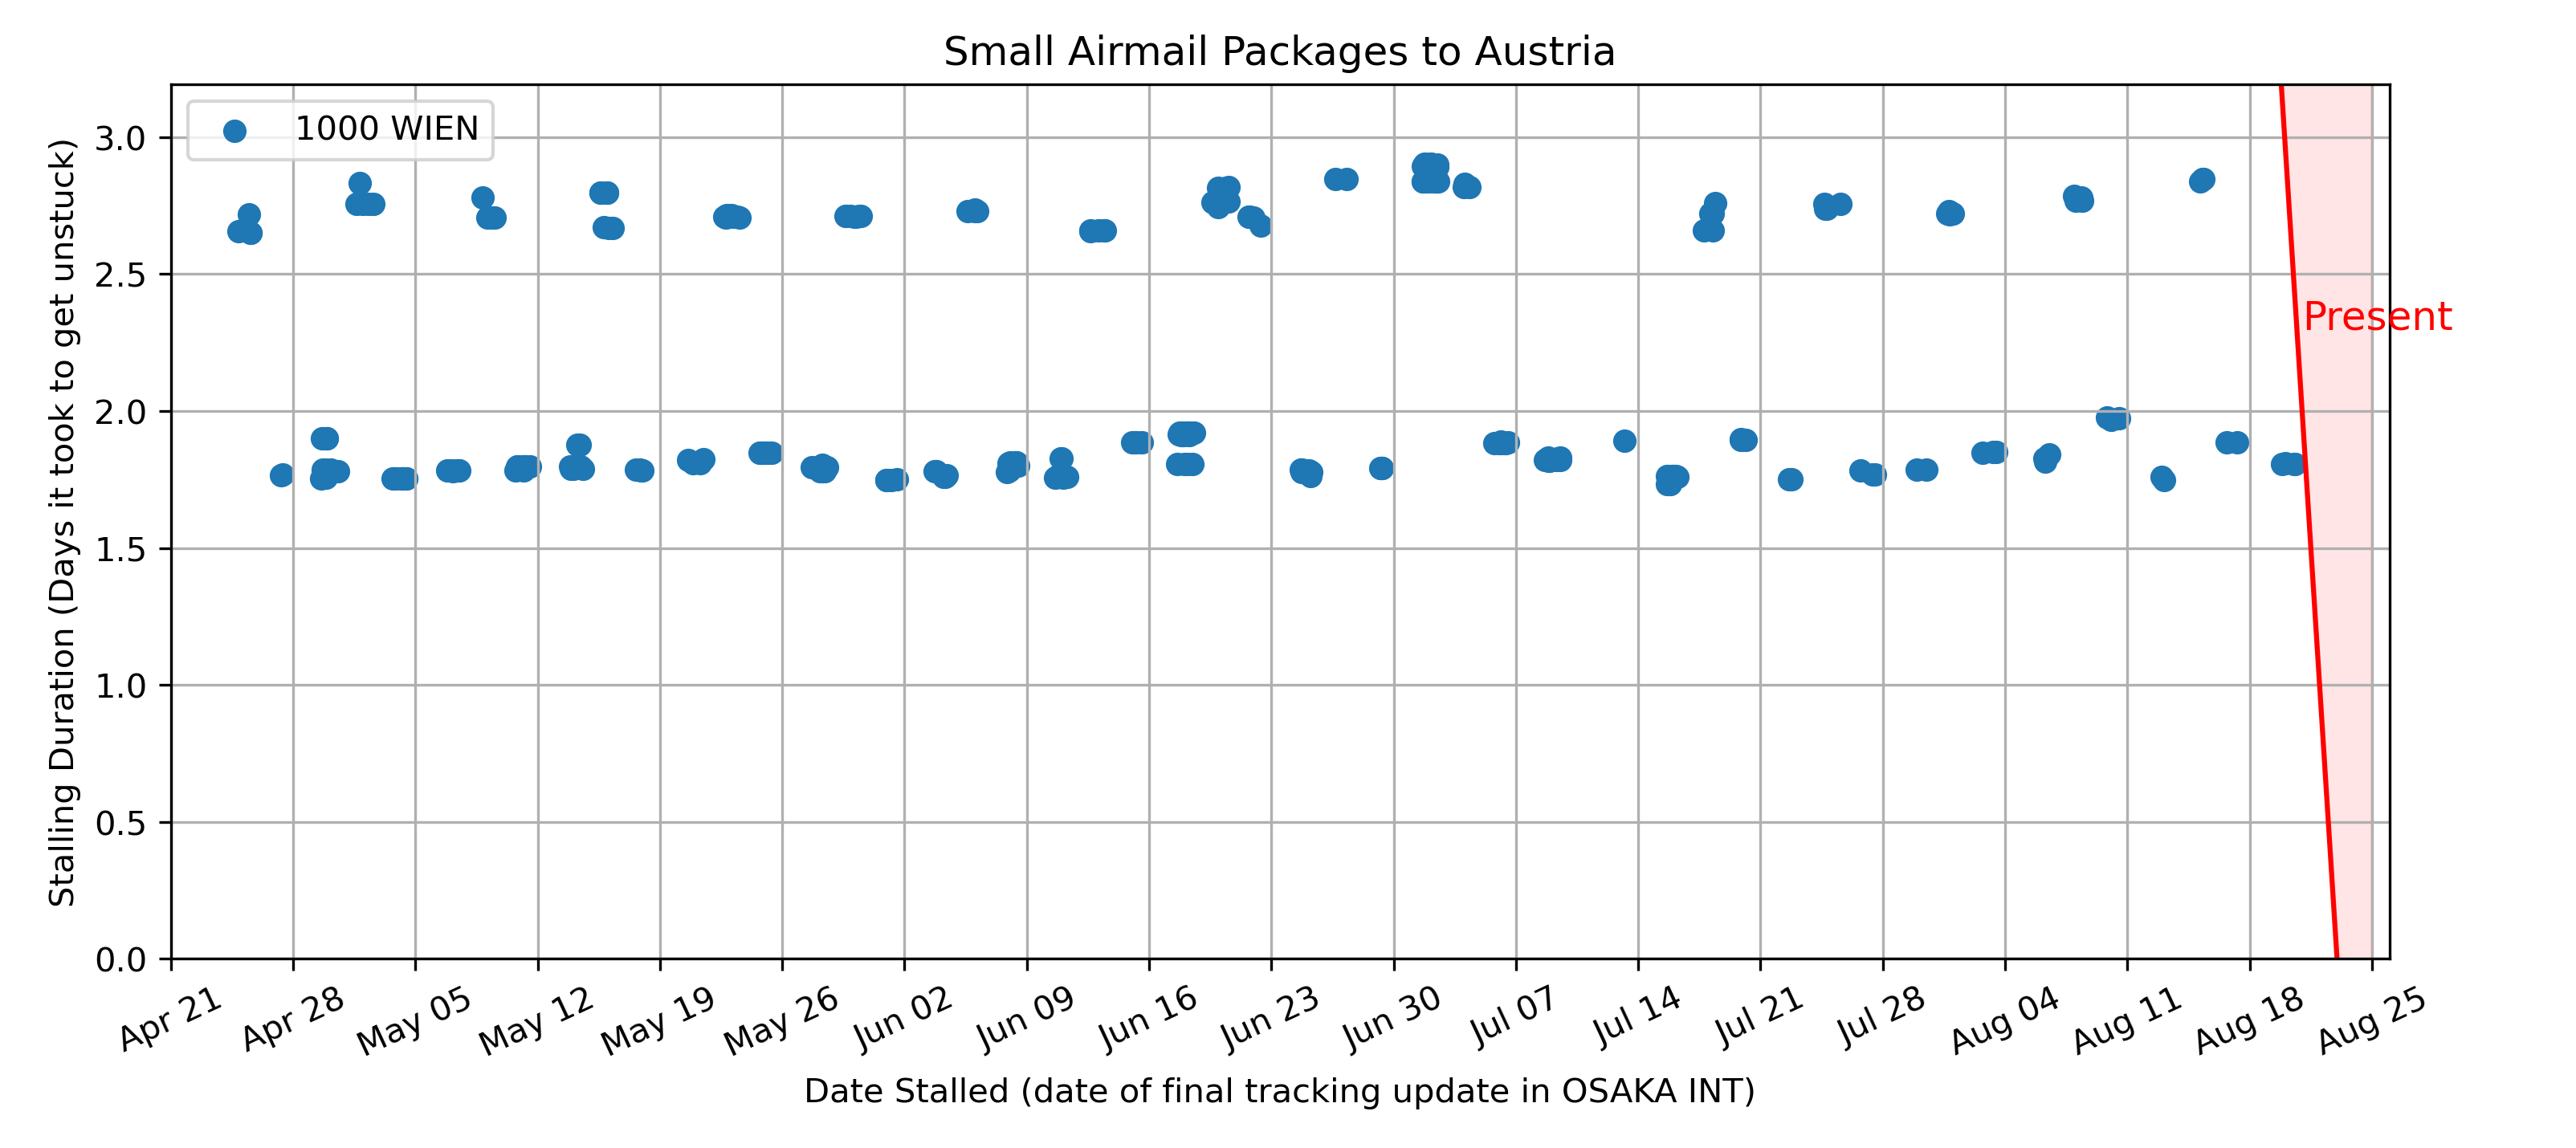 Small Airmail Packages to Austria
1000 WIEN
Stalling Duration (Days it took to get unstuck)
3.0
2.5
2.0
1.5
1.0
0.5
0.0
Present
Apr 21
Apr 28
May 05
May 12
May 19
May 26
Jun 02
Jun 09
Jun 16
Jun 23
Jun 30
Jul 07
Jul 14
Jul 21
Jul 28
Aug 04
Aug 11
Aug 18
Aug 25
Date Stalled (date of final tracking update in OSAKA INT)